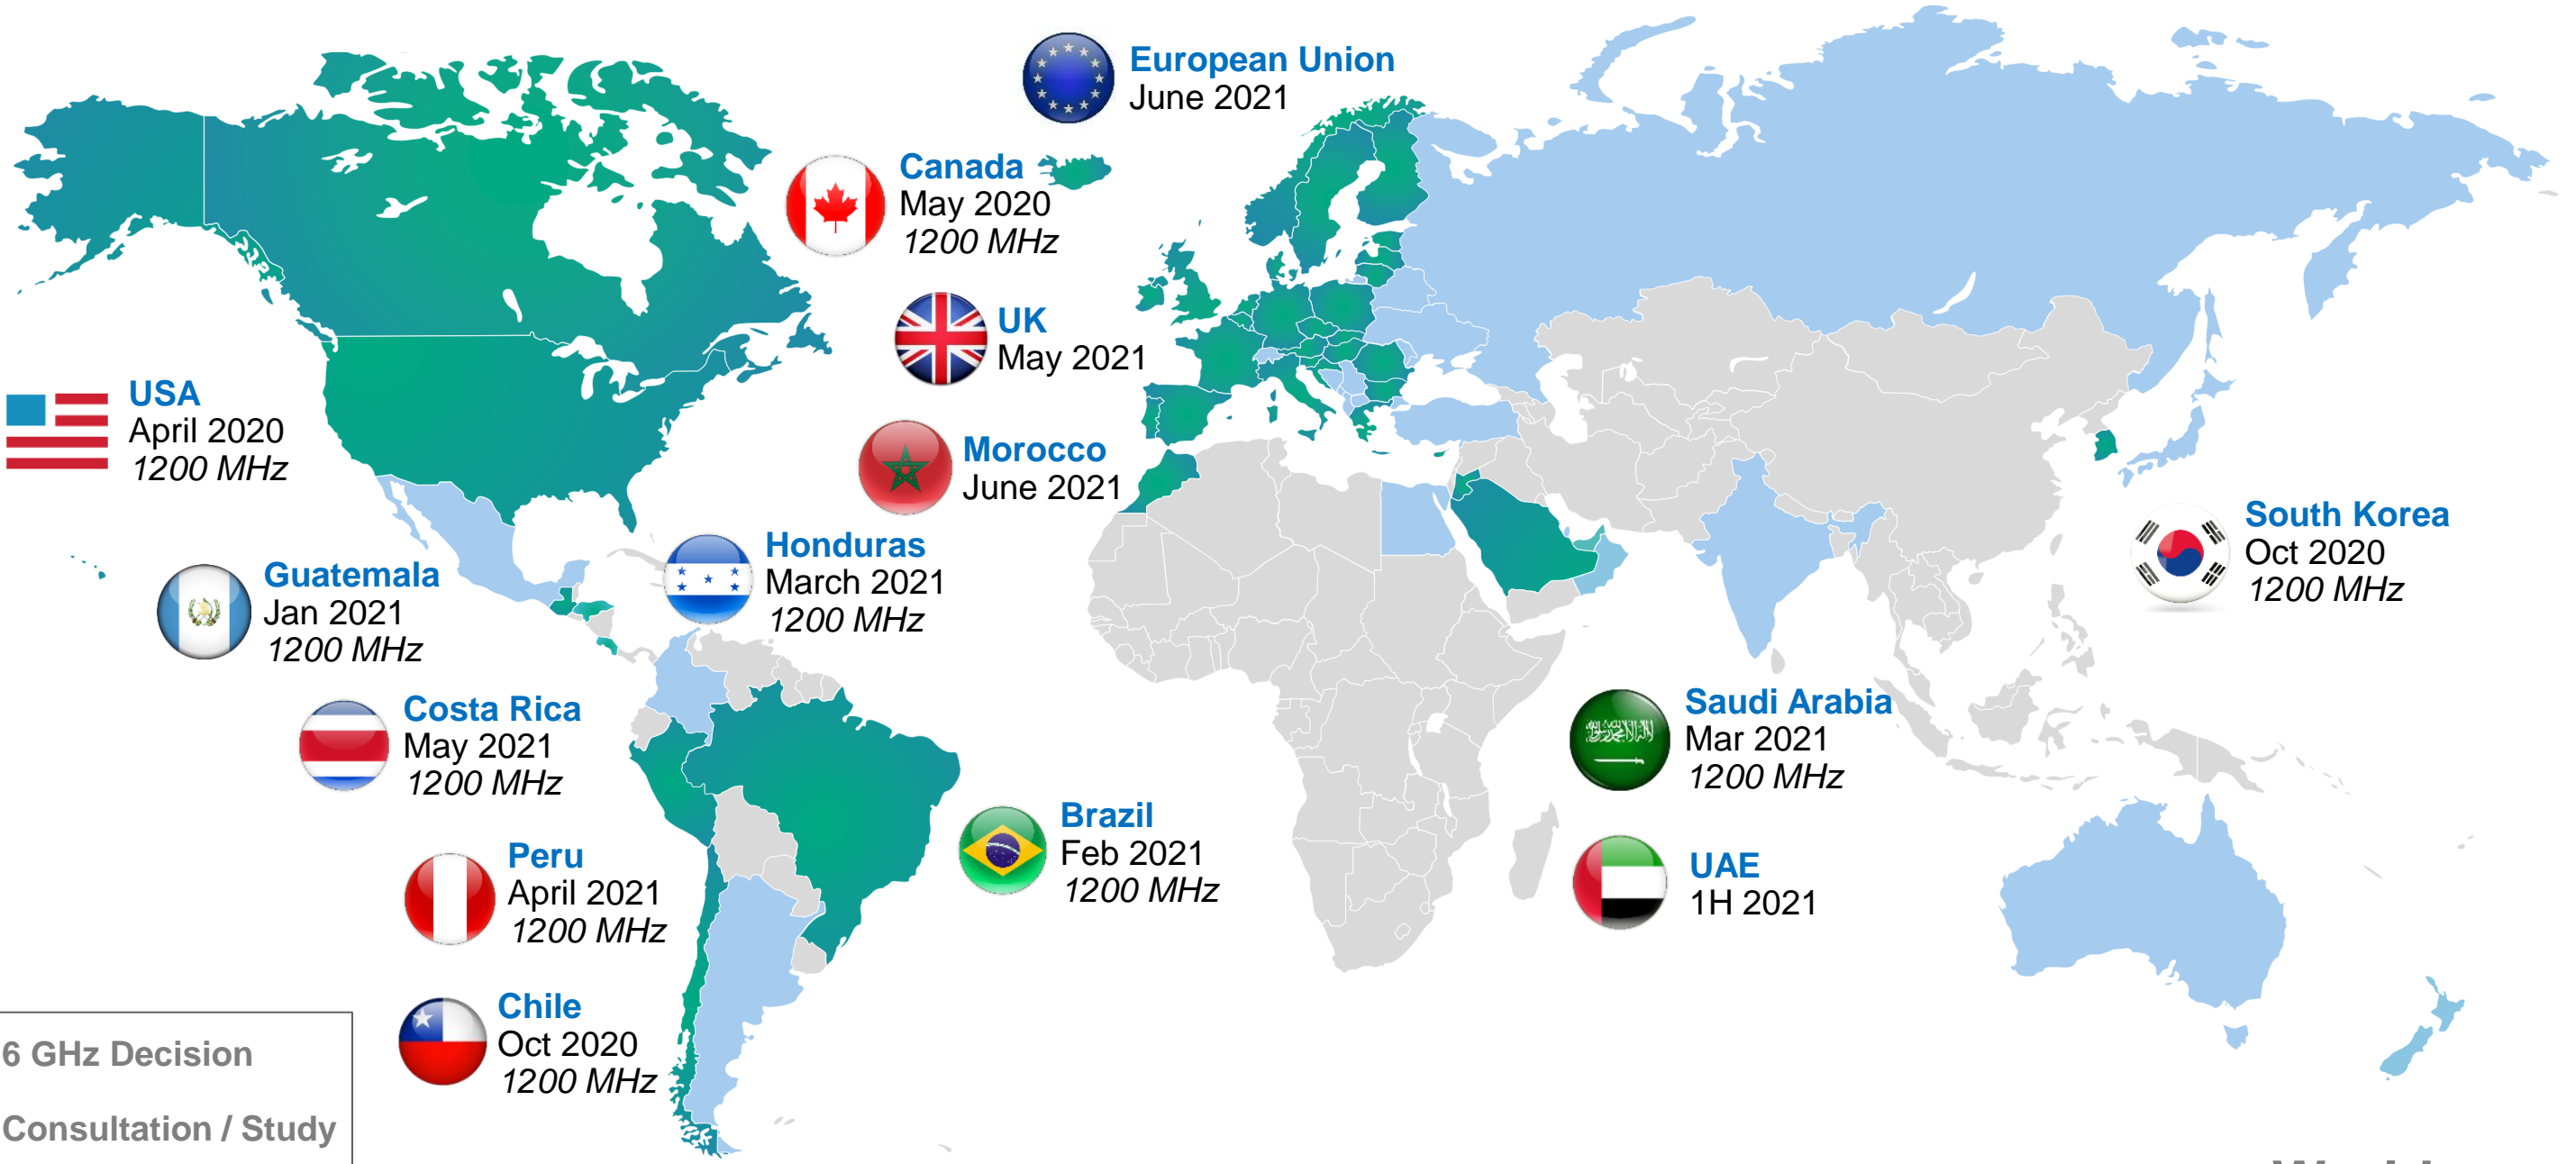 European Union
June 2021
Canada
May 2020
1200 MHz
UK
May 2021
USA
April 2020
1200 MHz
Morocco
June 2021
South Korea
Oct 2020
1200 MHz
Honduras
March 2021
1200 MHz
Guatemala
Jan 2021
1200 MHz
Costa Rica
May 2021
1200 MHz
Saudi Arabia
Mar 2021
1200 MHz
Brazil
Feb 2021
1200 MHz
Peru
April 2021
1200 MHz
UAE
1H 2021
Chile
Oct 2020
1200 MHz
6 GHz Decision
Consultation / Study